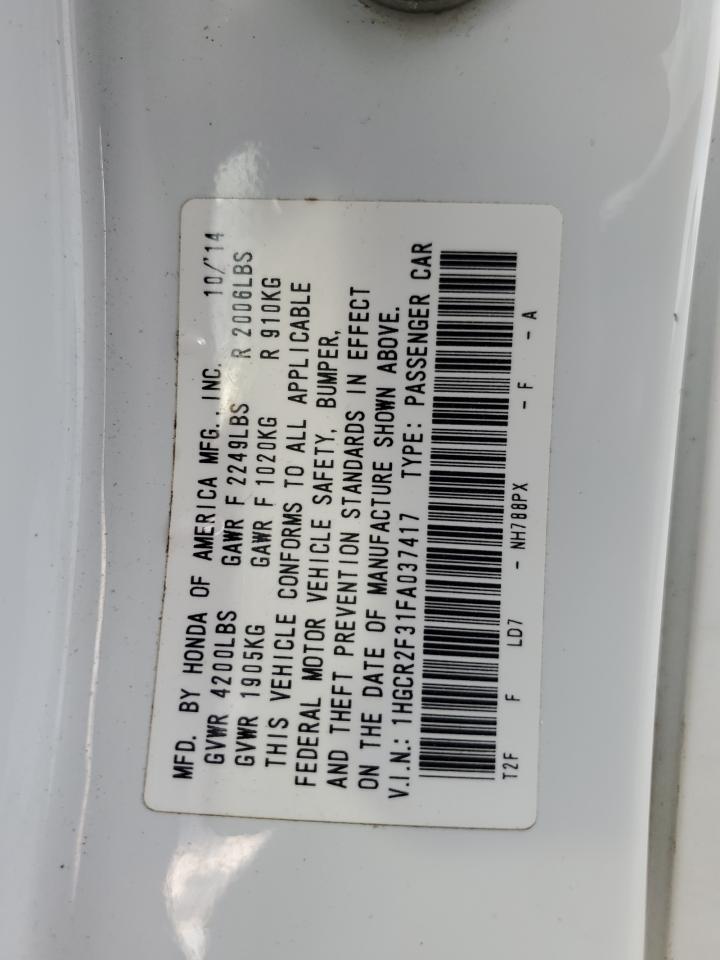 MFD. BY HONDA OF AMERICA MFG., INC. 10/'14
GVWR 4200LBS GAWR F 2249LBS R 2006LBS
GVWR 1905KG GAWR F 1020KG R 910KG
THIS VEHICLE CONFORMS TO ALL APPLICABLE
FEDERAL MOTOR VEHICLE SAFETY, BUMPER,
AND THEFT PREVENTION STANDARDS IN EFFECT
ON THE DATE OF MANUFACTURE SHOWN ABOVE.
V.I.N.: 1HGCR2F31FA037417 TYPE: PASSENGER CAR
T2F F LD7 - NH788PX - F - A